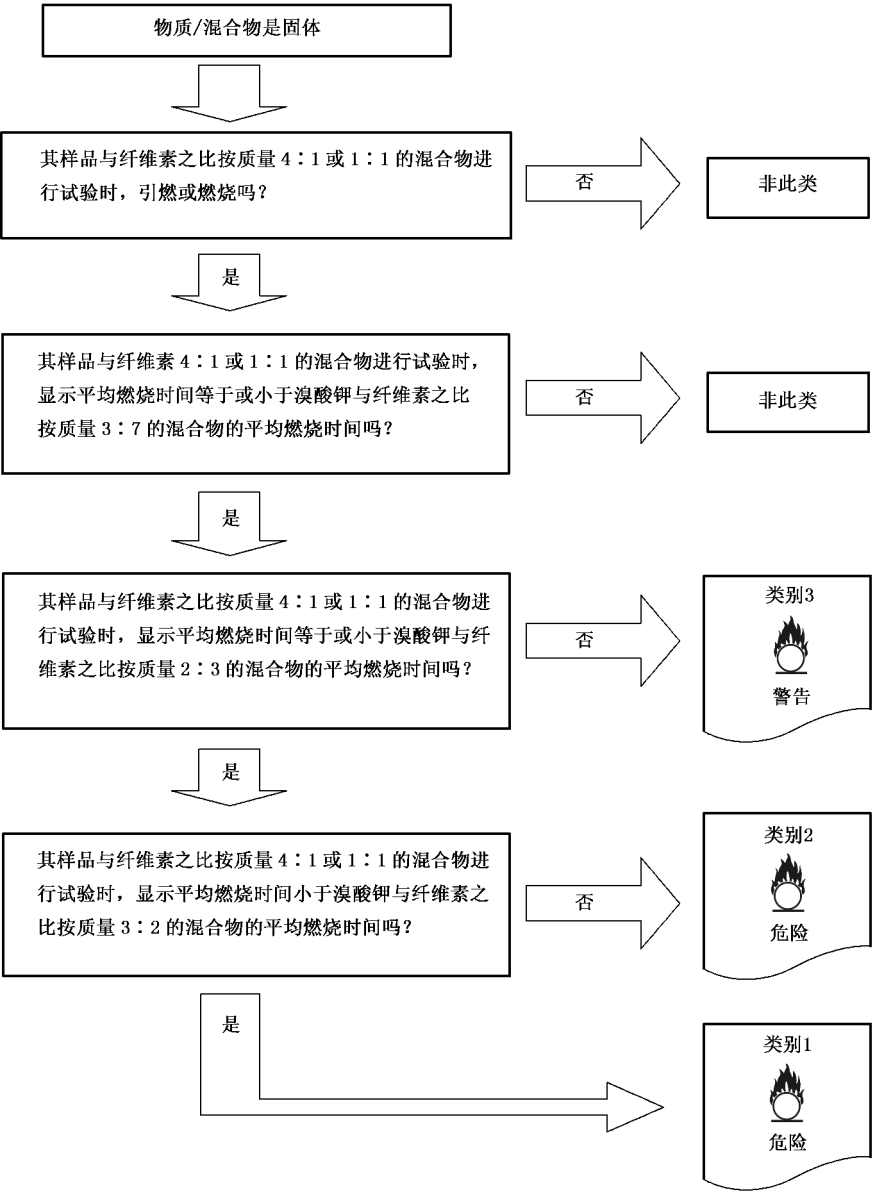 物质/混合物是固体
其样品与纤维素之比按质量4∶1或1∶1的混合物进
行试验时，引燃或燃烧吗？
否
非此类
是
其样品与纤维素4∶1或1∶1的混合物进行试验时，
显示平均燃烧时间等于或小于溴酸钾与纤维素之比
按质量3∶7的混合物的平均燃烧时间吗？
否
非此类
是
其样品与纤维素之比按质量4∶1或1∶1的混合物进
行试验时，显示平均燃烧时间等于或小于溴酸钾与纤
维素之比按质量2∶3的混合物的平均燃烧时间吗？
否
类别3
警告
是
其样品与纤维素之比按质量4∶1或1∶1的混合物进
行试验时，显示平均燃烧时间小于溴酸钾与纤维素之
比按质量3∶2的混合物的平均燃烧时间吗？
否
类别2
危险
是
类别1
危险